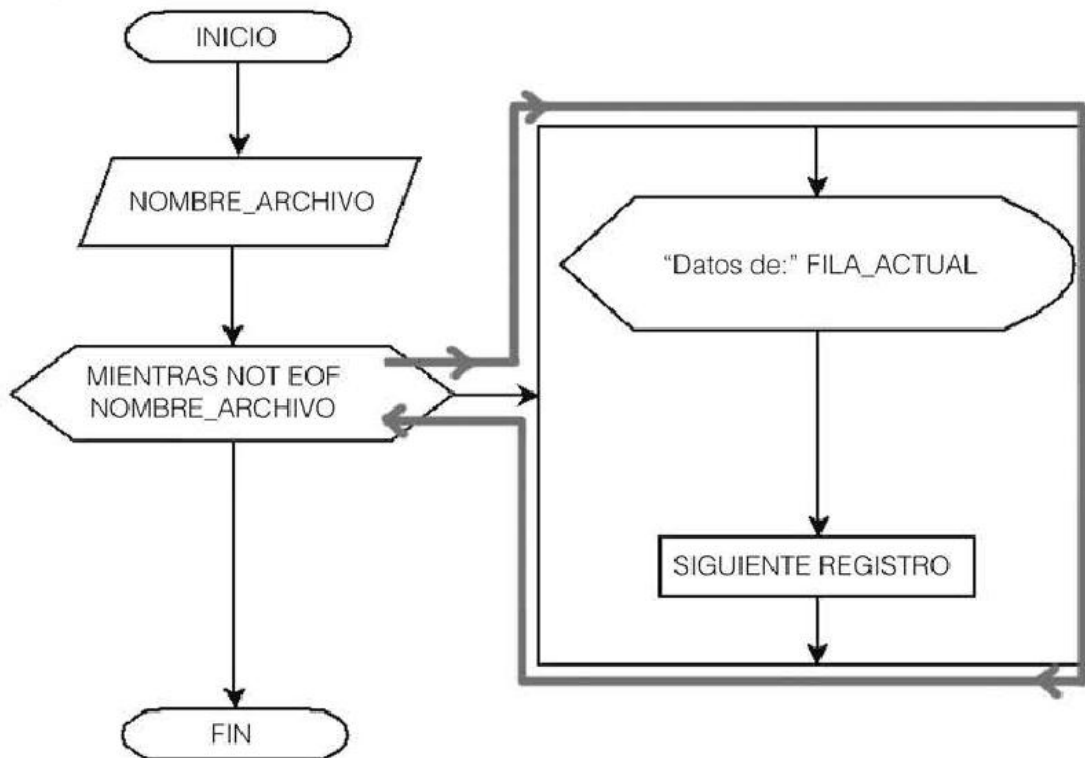 INICIO
NOMBRE_ARCHIVO
MIENTRAS NOT EOF
NOMBRE_ARCHIVO
"Datos de:" FILA_ACTUAL
SIGUIENTE REGISTRO
FIN